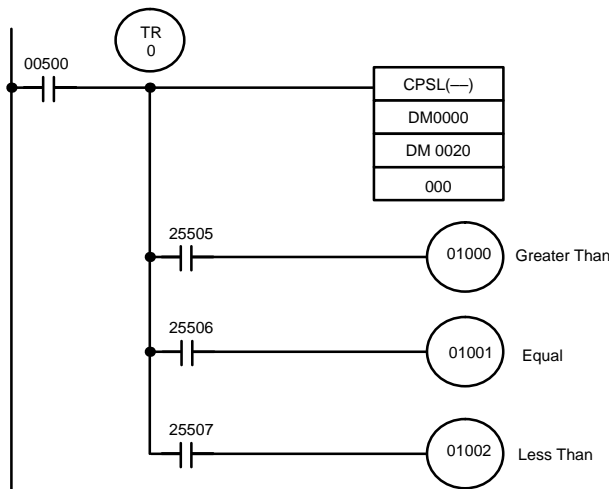 TR
0
00500
CPSL(—)
DM0000
DM 0020
000
25505
01000
Greater Than
25506
01001
Equal
25507
01002
Less Than